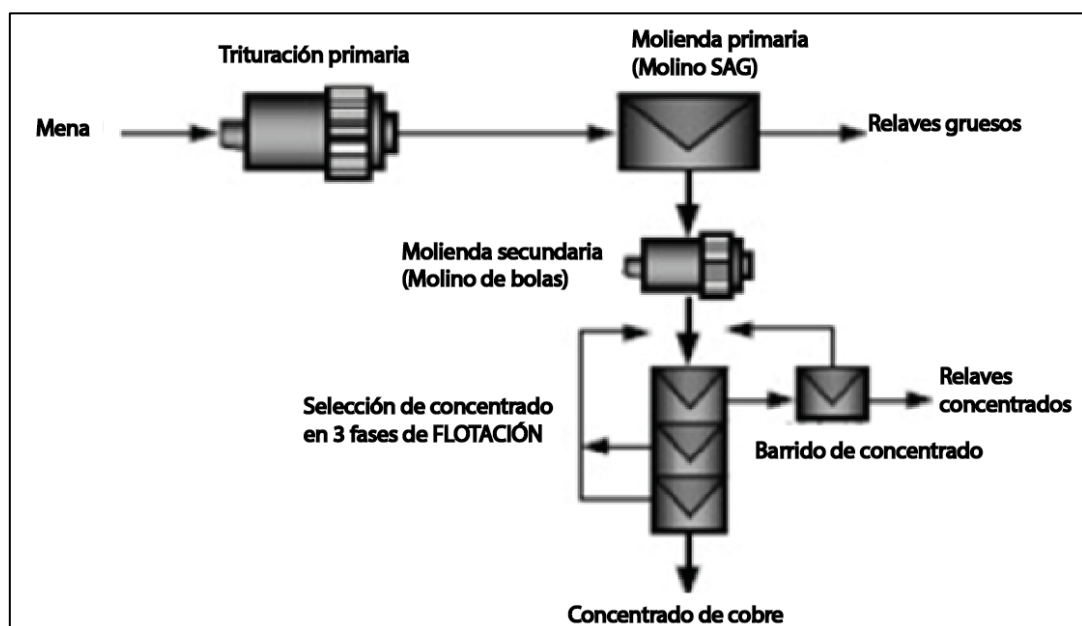 Trituración primaria
Molienda primaria
(Molino SAG)
Mena
Relaves gruesos
Molienda secundaria
(Molino de bolas)
Selección de concentrado
en 3 fases de FLOTACIÓN
Relaves
concentrados
Barrido de concentrado
Concentrado de cobre